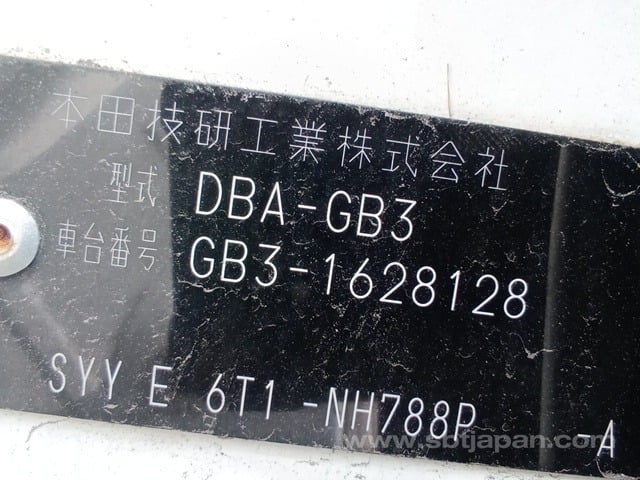 本田技研工業株式会社
型式 DBA-GB3
車台番号 GB3-1628128
SYY E 6T1 -NH788P -A
www.sbtjapan.com